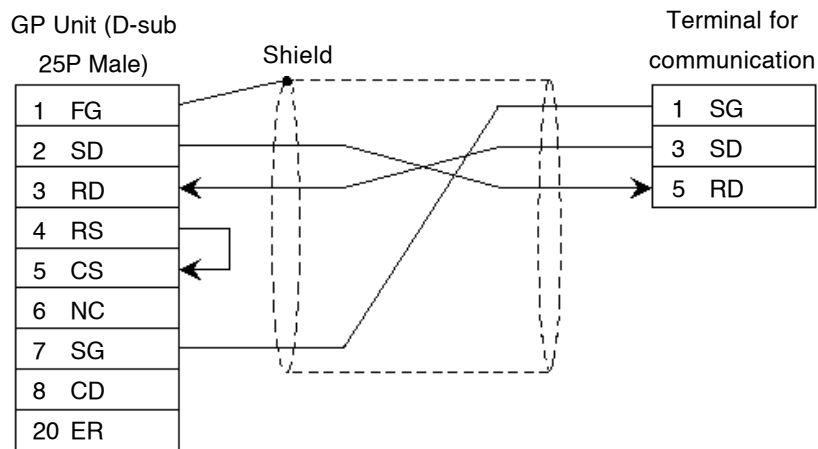 GP Unit (D-sub
25P Male)
Shield
Terminal for
communication
1 FG
2 SD
3 RD
4 RS
5 CS
6 NC
7 SG
8 CD
20 ER
1 SG
3 SD
5 RD